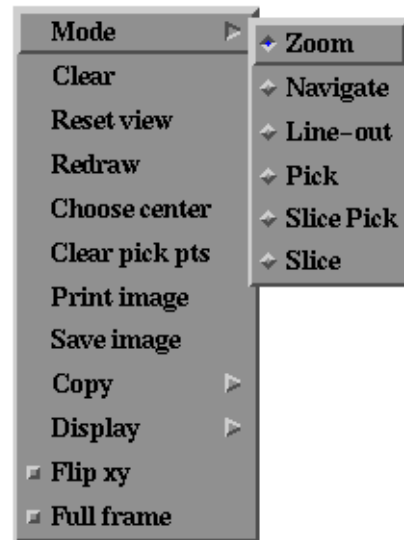 Mode
Clear
Reset view
Redraw
Choose center
Clear pick pts
Print image
Save image
Copy
Display
Flip xy
Full frame
Zoom
Navigate
Line-out
Pick
Slice Pick
Slice